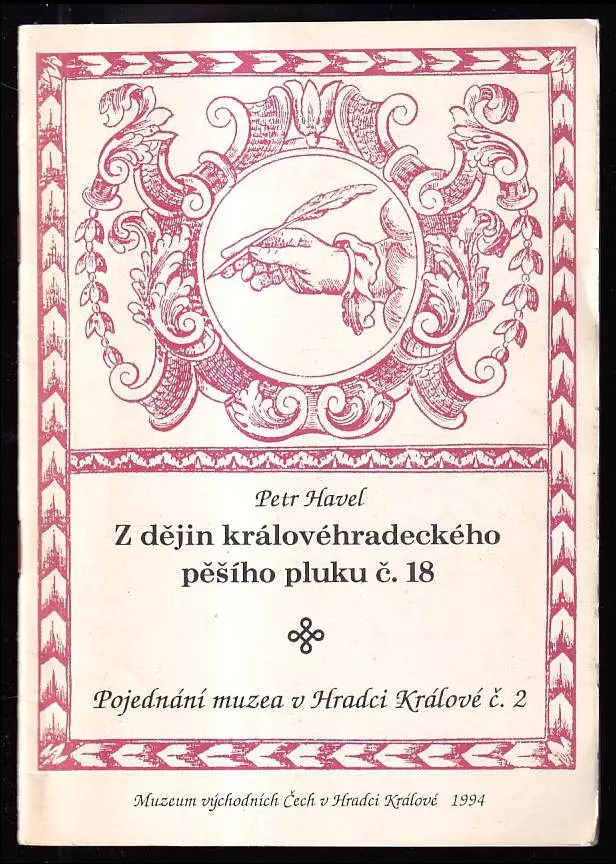 Petr Havel
Z dějin královéhradeckého
pěšího pluku č. 18
Pojednání muzea v Hradci Králové č. 2
Muzeum východních Čech v Hradci Králové 1994